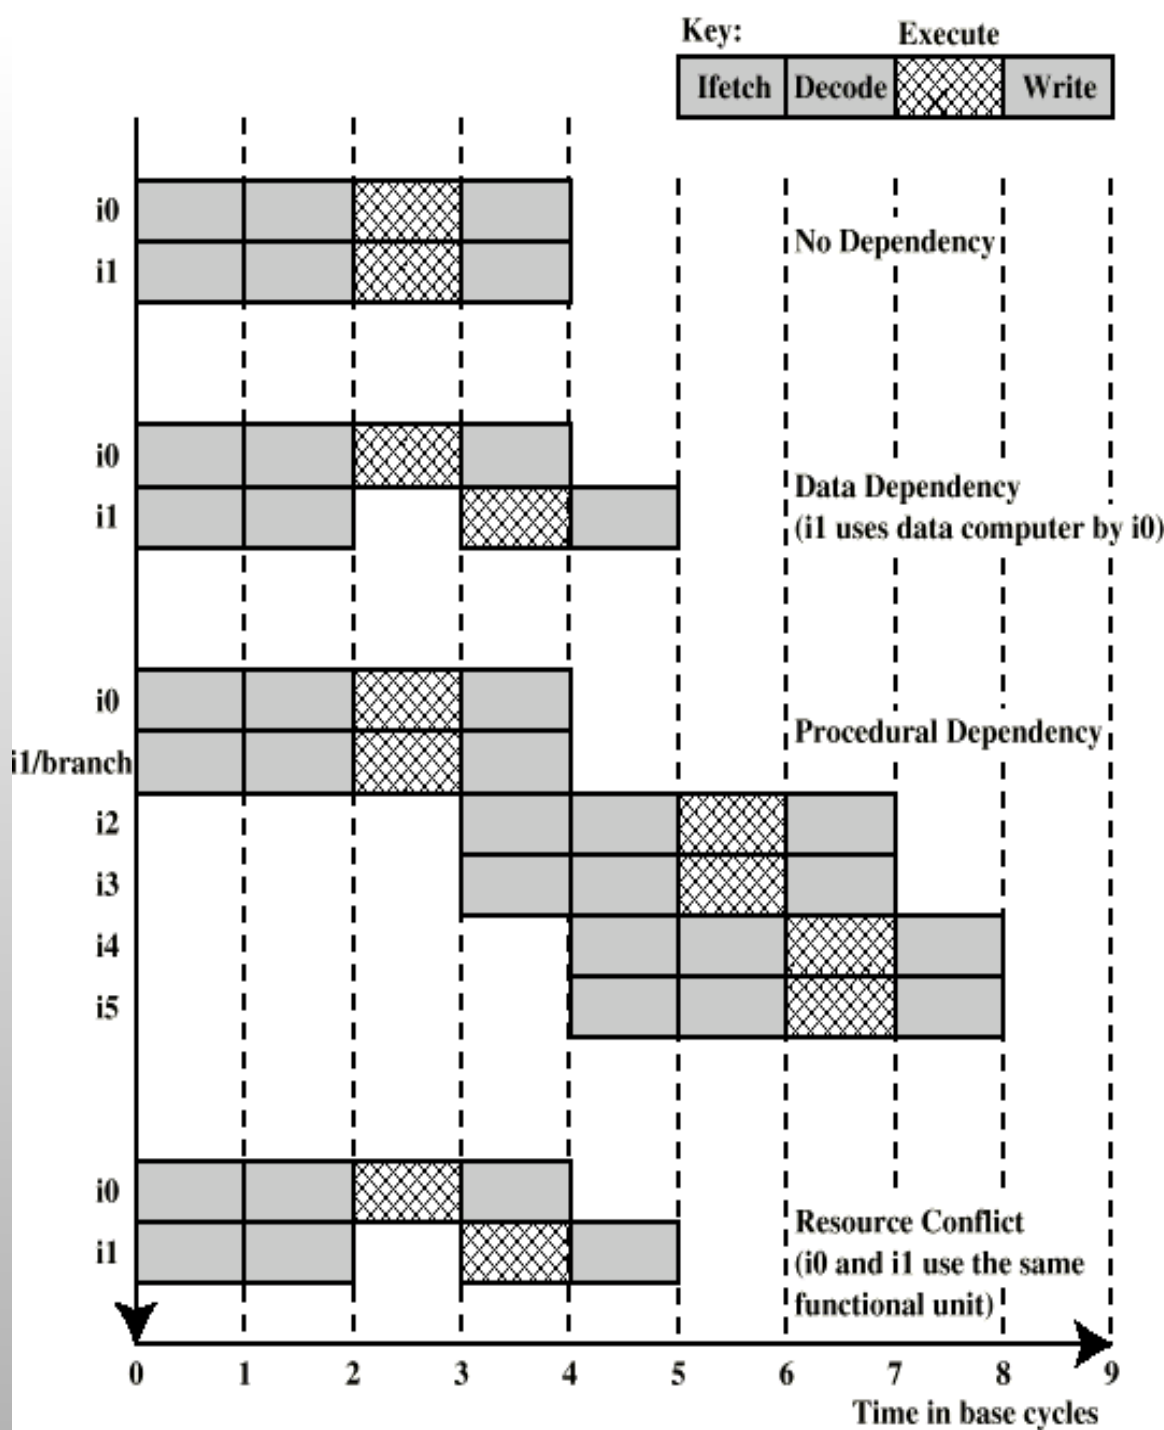 Key:
Execute
Ifetch Decode Write
i0
i1
No Dependency
i0
i1
Data Dependency
(i1 uses data computer by i0)
i0
i1/branch
Procedural Dependency
i2
i3
i4
i5
i0
i1
Resource Conflict
(i0 and i1 use the same
functional unit)
0 1 2 3 4 5 6 7 8 9
Time in base cycles